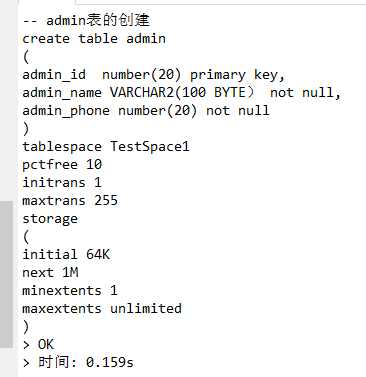 -- admin表的创建
create table admin
(
admin_id  number(20) primary key,
admin_name VARCHAR2(100 BYTE） not null,
admin_phone number(20) not null
)
tablespace TestSpace1
pctfree 10
initrans 1
maxtrans 255
storage
(
initial 64K
next 1M
minextents 1
maxextents unlimited
)
> OK
> 时间: 0.159s